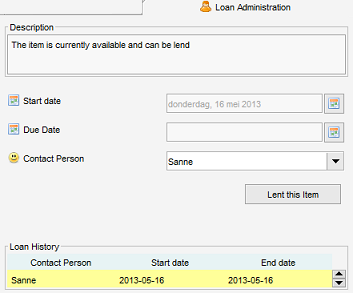 Loan Administration
Description
The item is currently available and can be lend
Start date
donderdag, 16 mei 2013
Due Date
Contact Person
Sanne
Lent this Item
Loan History
Contact Person Start date End date
Sanne 2013-05-16 2013-05-16